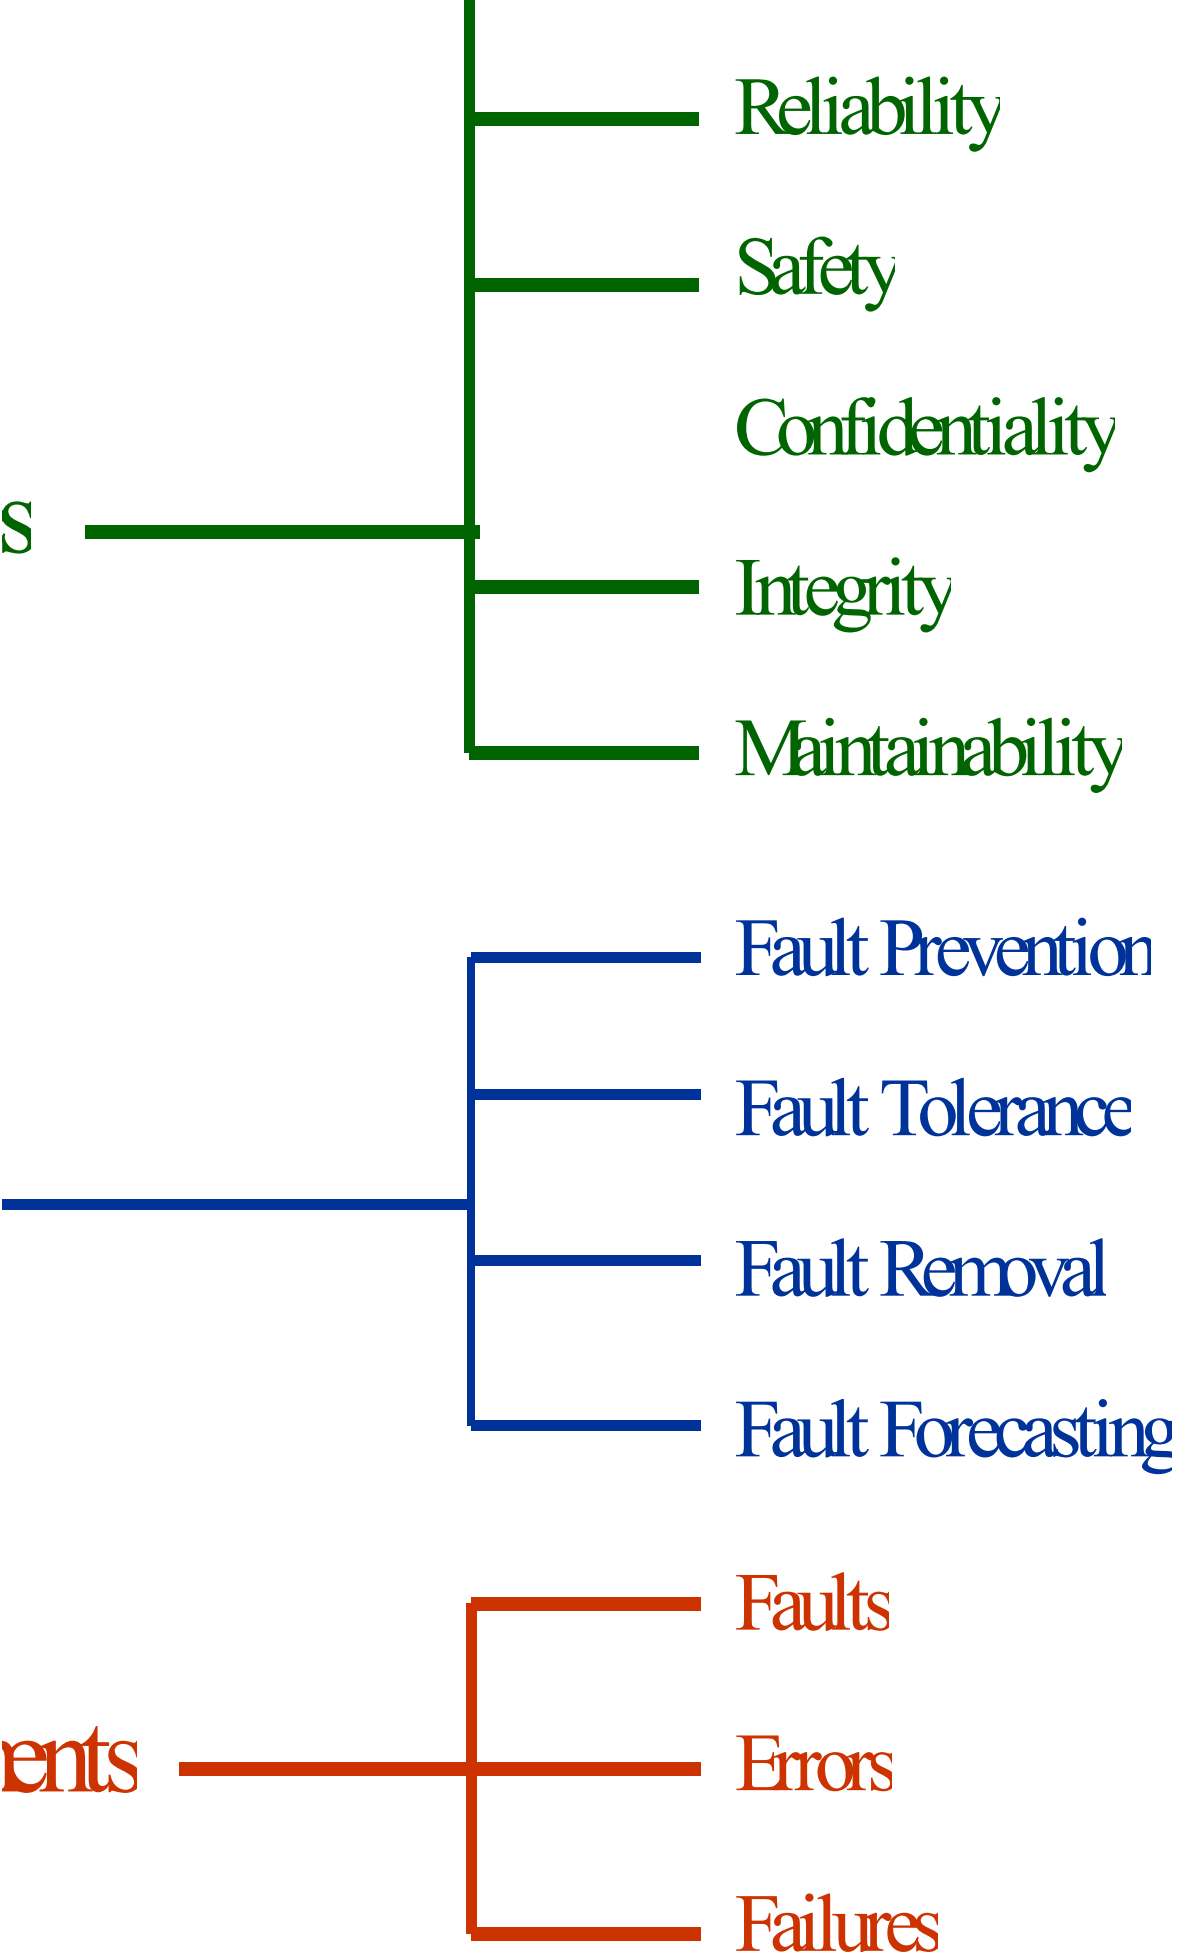 Reliability
Safety
Confidentiality
s
Integrity
Maintainability
Fault Prevention
Fault Tolerance
Fault Removal
Fault Forecasting
Faults
Errors
ents
Failures